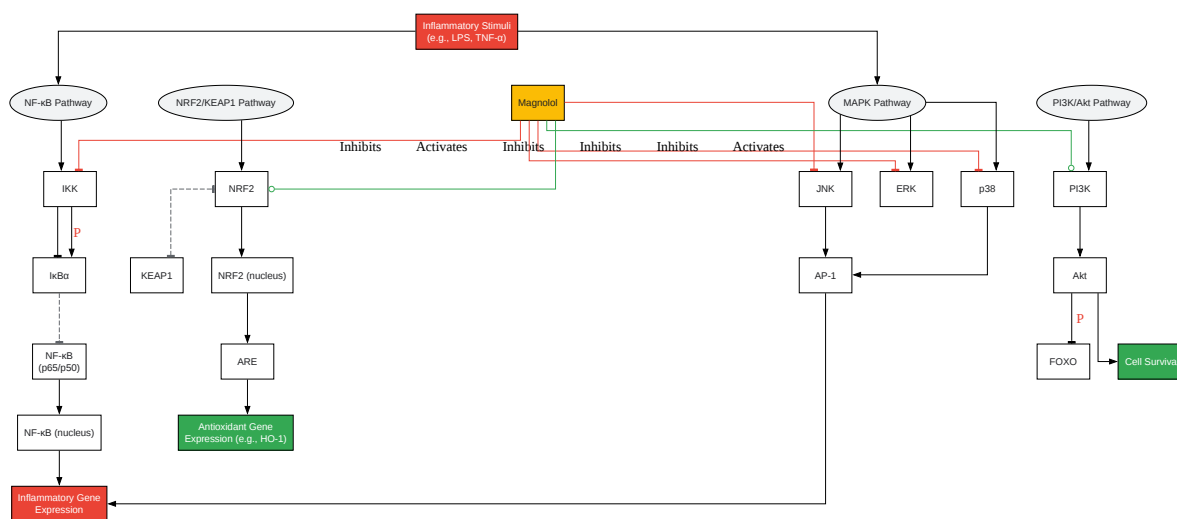 Inflammatory Stimuli
(e.g., LPS, TNF-α)
NF-κB Pathway
NRF2/KEAP1 Pathway
Magnolol
MAPK Pathway
PI3K/Akt Pathway
Inhibits
Activates
Inhibits
Inhibits
Inhibits
Activates
IKK
NRF2
JNK
ERK
p38
PI3K
P
IκBα
KEAP1
NRF2 (nucleus)
AP-1
Akt
P
NF-κB
(p65/p50)
ARE
FOXO
Cell Surviva
NF-κB (nucleus)
Antioxidant Gene
Expression (e.g., HO-1)
Inflammatory Gene
Expression